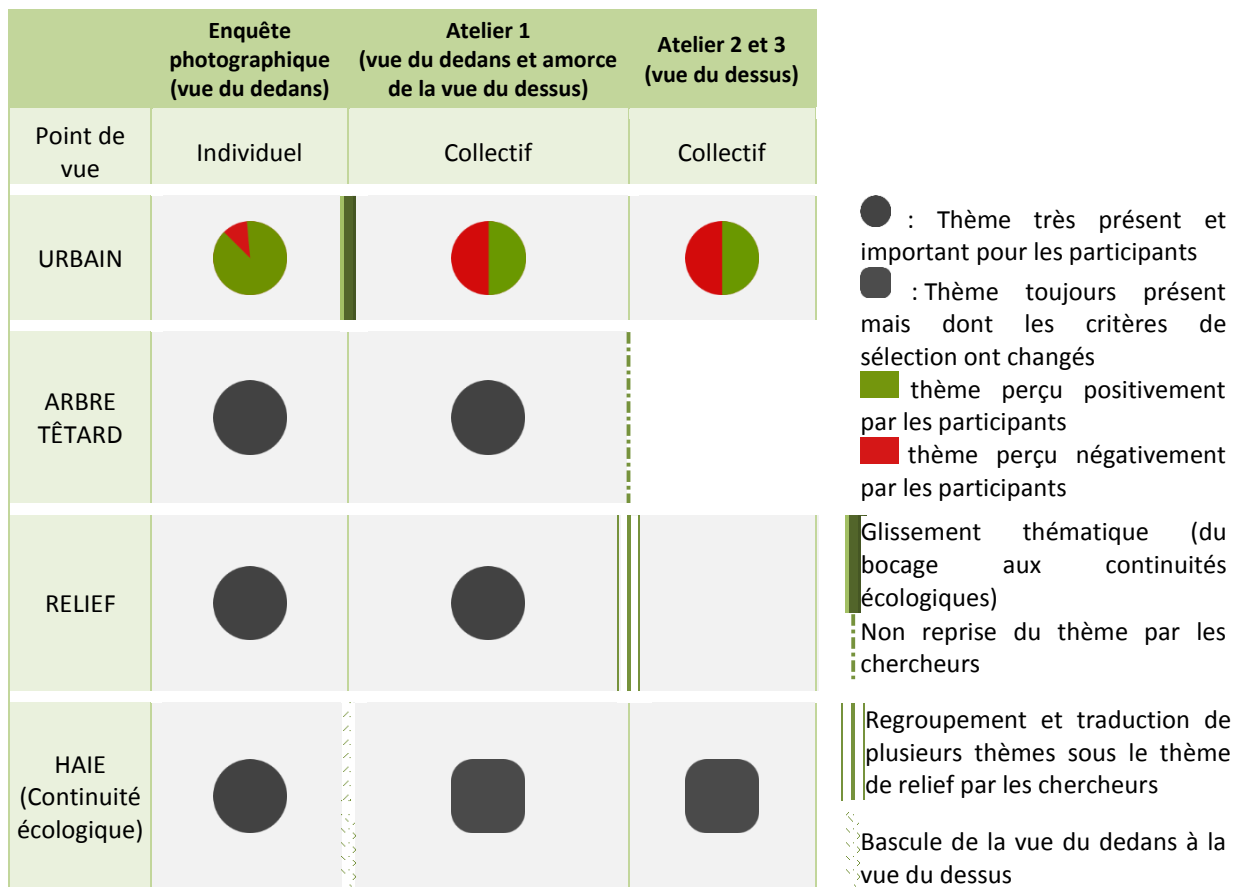 Enquête
photographique
(vue du dedans)
Atelier 1
(vue du dedans et amorce
de la vue du dessus)
Atelier 2 et 3
(vue du dessus)
Point de
vue
Individuel
Collectif
Collectif
URBAIN
ARBRE
TÊTARD
RELIEF
HAIE
(Continuité
écologique)
: Thème très présent et
important pour les participants
: Thème toujours présent
mais dont les critères de
sélection ont changés
thème perçu positivement
par les participants
thème perçu négativement
par les participants
Glissement thématique (du
bocage aux continuités
écologiques)
Non reprise du thème par les
chercheurs
Regroupement et traduction de
plusieurs thèmes sous le thème
de relief par les chercheurs
Bascule de la vue du dedans à la
vue du dessus